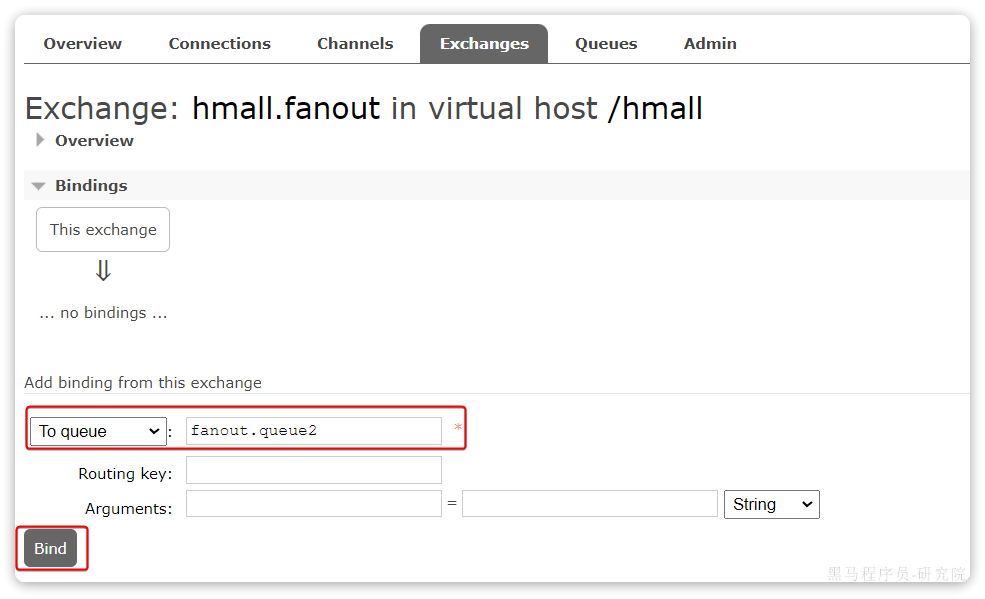 Overview Connections Channels Exchanges Queues Admin
Exchange: hmall.fanout in virtual host /hmall
Overview
Bindings
This exchange
⇓
... no bindings ...
Add binding from this exchange
To queue : fanout.queue2 *
Routing key:
Arguments: = String
Bind
黑马程序员-研究院